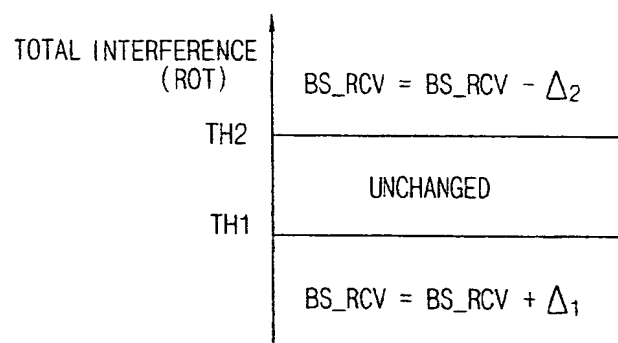 TOTAL INTERFERENCE
(ROT)
BS_RCV = BS_RCV - Δ2
TH2
UNCHANGED
TH1
BS_RCV = BS_RCV + Δ1